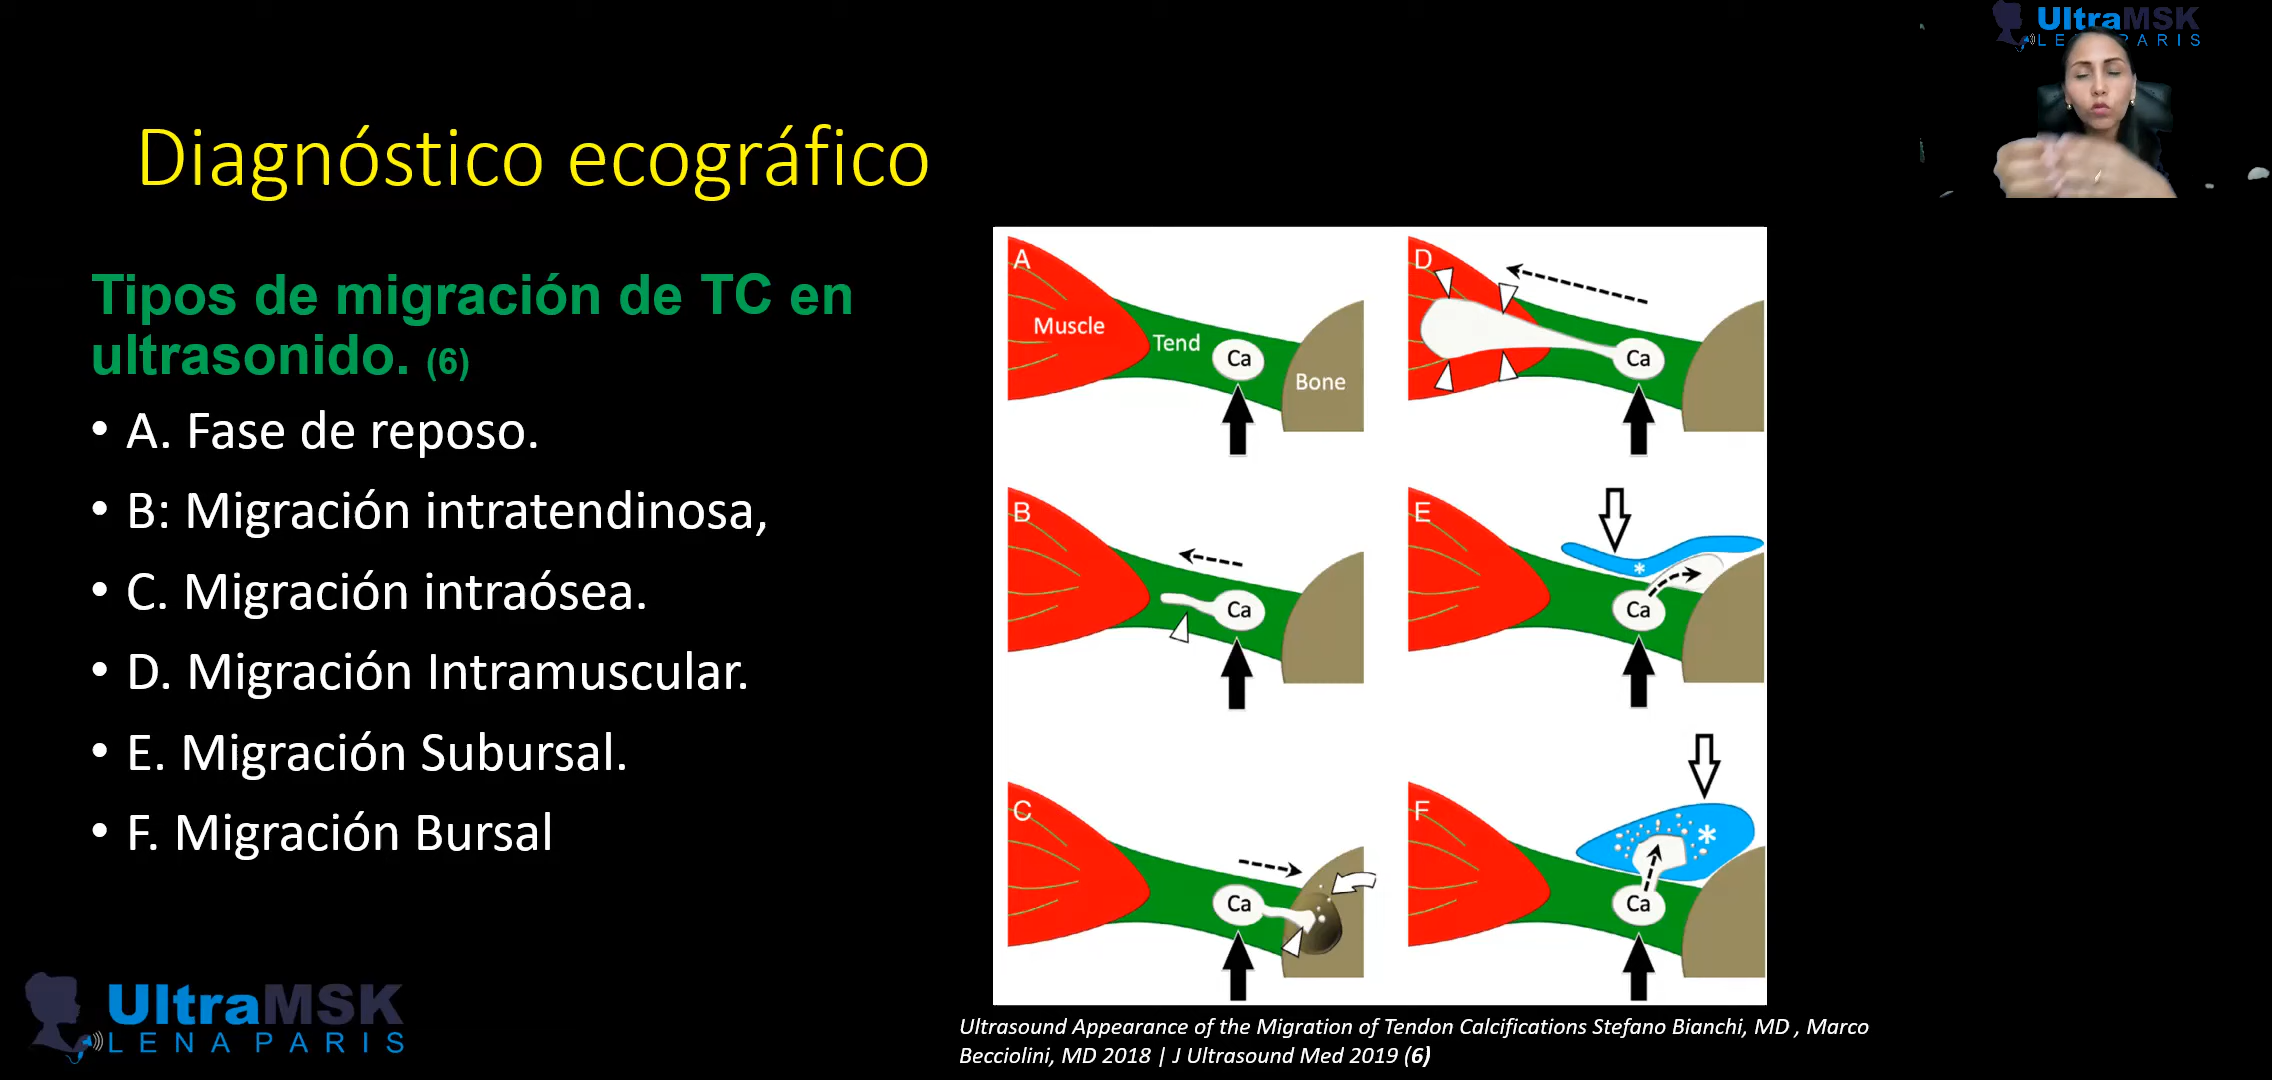 UltraMSK
Diagnóstico ecográfico
Tipos de migración de TC en
ultrasonido. (6)
• A. Fase de reposo.
• B: Migración intratendinosa,
• C. Migración intraósea.
• D. Migración Intramuscular.
• E. Migración Subursal.
• F. Migración Bursal
A
Muscle
Tend
Ca
Bone
D
Ca
B
Ca
E
*
Ca
C
Ca
F
*
Ca
UltraMSK
LENA PARIS
Ultrasound Appearance of the Migration of Tendon Calcifications Stefano Bianchi, MD , Marco
Becciolini, MD 2018 | J Ultrasound Med 2019 (6)